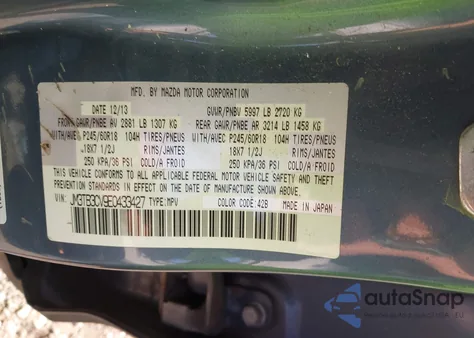 MFD. BY MAZDA MOTOR CORPORATION
DATE 12/13 GVWR/PNBV 5997 LB 2720 KG
FRONT GAWR/PNBE AV 2881 LB 1307 KG REAR GAWR/PNBE AR 3214 LB 1458 KG
WITH/AVEC P245/60R18 104H TIRES/PNEUS WITH/AVEC P245/60R18 104H TIRES/PNEUS
18X7 1/2J RIMS/JANTES 18X7 1/2J RIMS/JANTES
250 KPA/36 PSI COLD/A FROID 250 KPA/36 PSI COLD/A FROID
THIS VEHICLE CONFORMS TO ALL APPLICABLE FEDERAL MOTOR VEHICLE SAFETY AND
THEFT PREVENTION STANDARDS IN EFFECT ON THE DATE OF MANUFACTURE SHOWN ABOVE.
VIN: JM3TB3CV9E0433427 TYPE:MPV COLOR CODE:42B MADE IN JAPAN
autoSnap